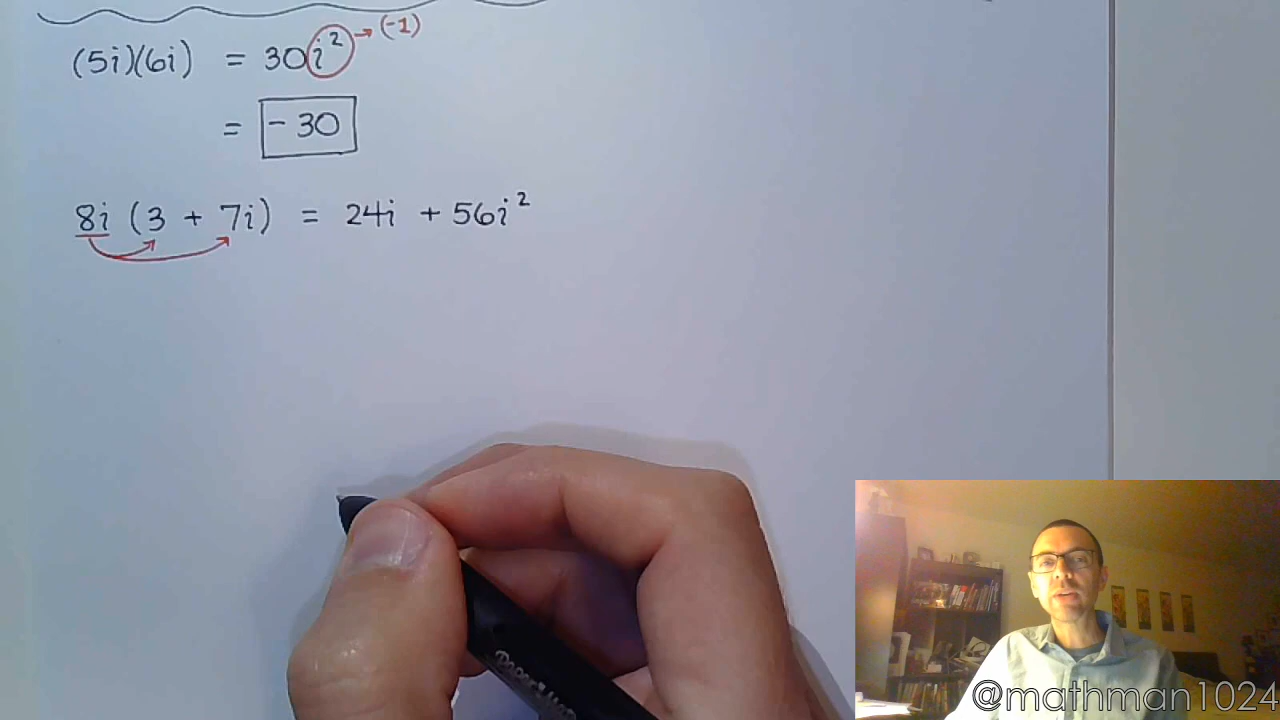 (5i)(6i) = 30i² → (-1)
= -30
8i (3 + 7i) = 24i + 56i²
@mathman1024